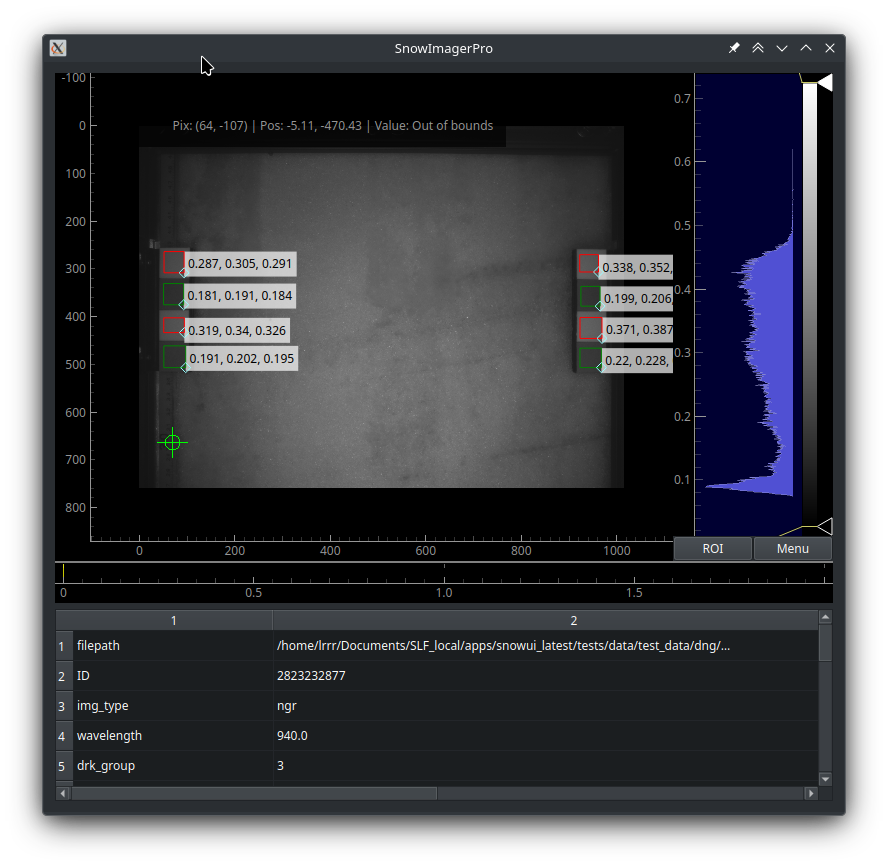 SnowImagerPro
-100
0
100
200
300
400
500
600
700
800
Pix: (64, -107) | Pos: -5.11, -470.43 | Value: Out of bounds
0.287, 0.305, 0.291
0.181, 0.191, 0.184
0.319, 0.34, 0.326
0.191, 0.202, 0.195
0.338, 0.352,
0.199, 0.206,
0.371, 0.387
0.22, 0.228,
0.7
0.6
0.5
0.4
0.3
0.2
0.1
0 200 400 600 800 1000
ROI Menu
0 0.5 1.0 1.5
1 2
1 filepath /home/lrrr/Documents/SLF_local/apps/snowui_latest/tests/data/test_data/dng/...
2 ID 2823232877
3 img_type ngr
4 wavelength 940.0
5 drk_group 3